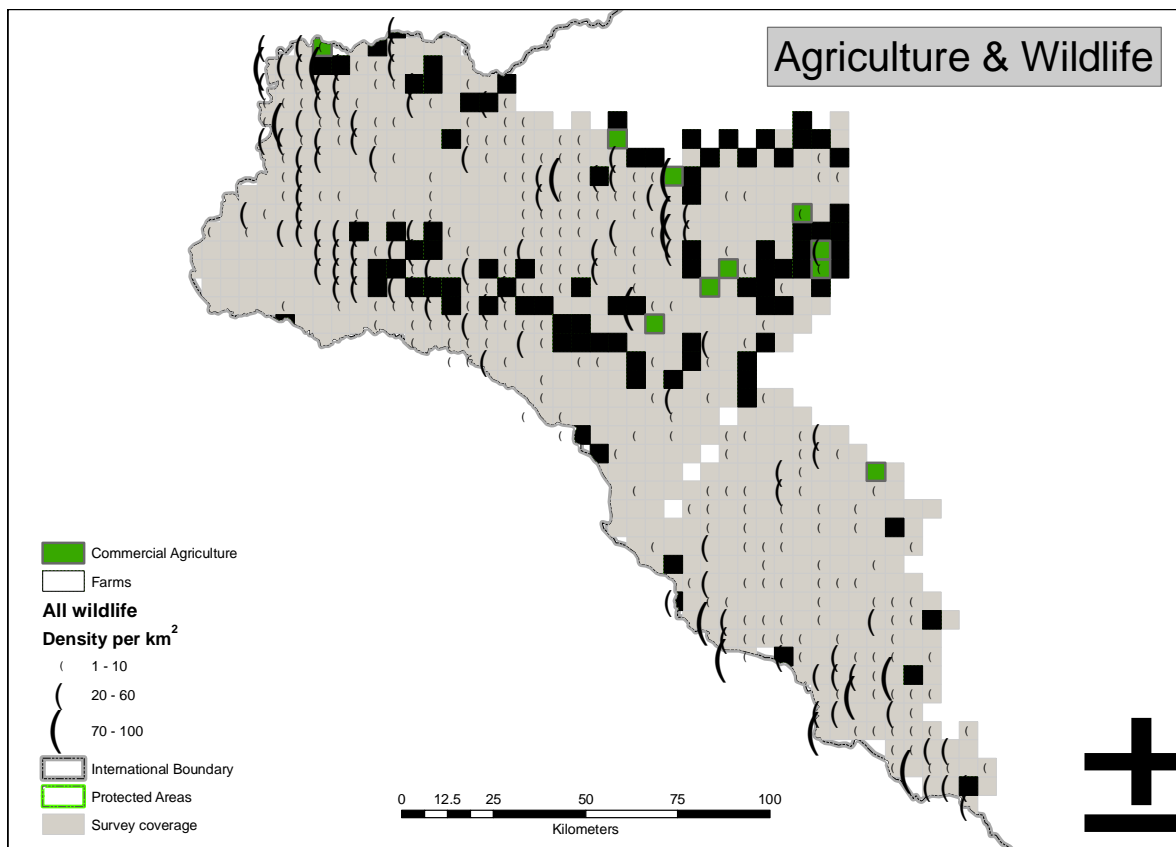 Agriculture & Wildlife
Commercial Agriculture
Farms
All wildlife
Density per km²
1 - 10
20 - 60
70 - 100
International Boundary
Protected Areas
Survey coverage
0 12.5 25 50 75 100
Kilometers